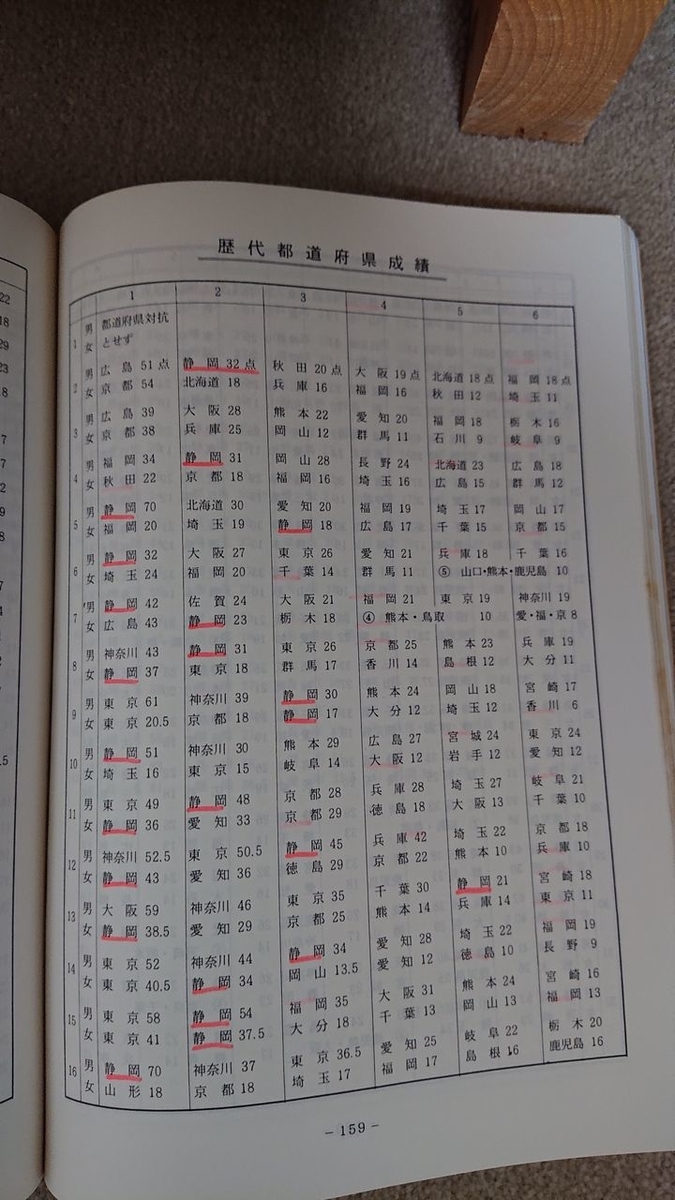 歴代都道府県成績
1 2 3 4 5 6
1 男 都道府県対抗
女 とせず
2 男 広島 51点 静岡 32点 秋田 20点 大阪 19点 北海道 18点 福岡 18点
女 京都 54 北海道 18 兵庫 16 福岡 16 秋田 12 埼玉 11
3 男 広島 39 大阪 28 熊本 22 愛知 20 福岡 18 栃木 16
女 京都 38 兵庫 25 岡山 12 群馬 11 石川 9 岐阜 9
4 男 福岡 34 静岡 31 岡山 28 長野 24 北海道 23 広島 18
女 秋田 22 京都 18 福岡 16 埼玉 16 広島 15 群馬 12
5 男 静岡 70 北海道 30 愛知 20 福岡 19 埼玉 17 岡山 17
女 福岡 20 埼玉 19 静岡 18 広島 17 千葉 15 京都 15
6 男 静岡 32 大阪 27 東京 26 愛知 21 兵庫 18 千葉 16
女 埼玉 24 福岡 20 千葉 14 群馬 11 ⑤ 山口・熊本・鹿児島 10
7 男 静岡 42 佐賀 24 大阪 21 福岡 21 東京 19 神奈川 19
女 広島 43 静岡 23 栃木 18 ④ 熊本・鳥取 10 愛・福・京 8
8 男 神奈川 43 静岡 31 東京 26 京都 25 熊本 23 兵庫 19
女 静岡 37 東京 18 群馬 17 香川 14 島根 12 大分 11
9 男 東京 61 神奈川 39 静岡 30 熊本 24 岡山 18 宮崎 17
女 東京 20.5 京都 18 静岡 17 大分 12 埼玉 12 香川 6
10 男 静岡 51 神奈川 30 熊本 29 広島 27 宮城 24 東京 24
女 埼玉 16 東京 15 岐阜 14 大阪 12 岩手 12 愛知 12
11 男 東京 49 静岡 48 京都 28 兵庫 28 埼玉 27 岐阜 21
女 静岡 36 愛知 33 京都 29 徳島 18 大阪 13 千葉 10
12 男 神奈川 52.5 東京 50.5 静岡 45 兵庫 42 埼玉 22 京都 18
女 静岡 43 愛知 36 徳島 29 京都 22 熊本 10 兵庫 10
13 男 大阪 59 神奈川 46 東京 35 千葉 30 静岡 21 宮崎 18
女 静岡 38.5 愛知 29 京都 25 熊本 14 兵庫 14 東京 11
14 男 東京 52 神奈川 44 静岡 34 愛知 28 埼玉 22 福岡 19
女 東京 40.5 静岡 34 岡山 13.5 愛知 12 徳島 10 長野 9
15 男 東京 58 静岡 54 福岡 35 大阪 31 熊本 24 宮崎 16
女 東京 41 静岡 37.5 大分 18 千葉 13 岡山 13 福岡 13
16 男 静岡 70 神奈川 37 東京 36.5 愛知 25 岐阜 22 栃木 20
女 山形 18 京都 18 埼玉 17 福岡 17 島根 16 鹿児島 16
- 159 -